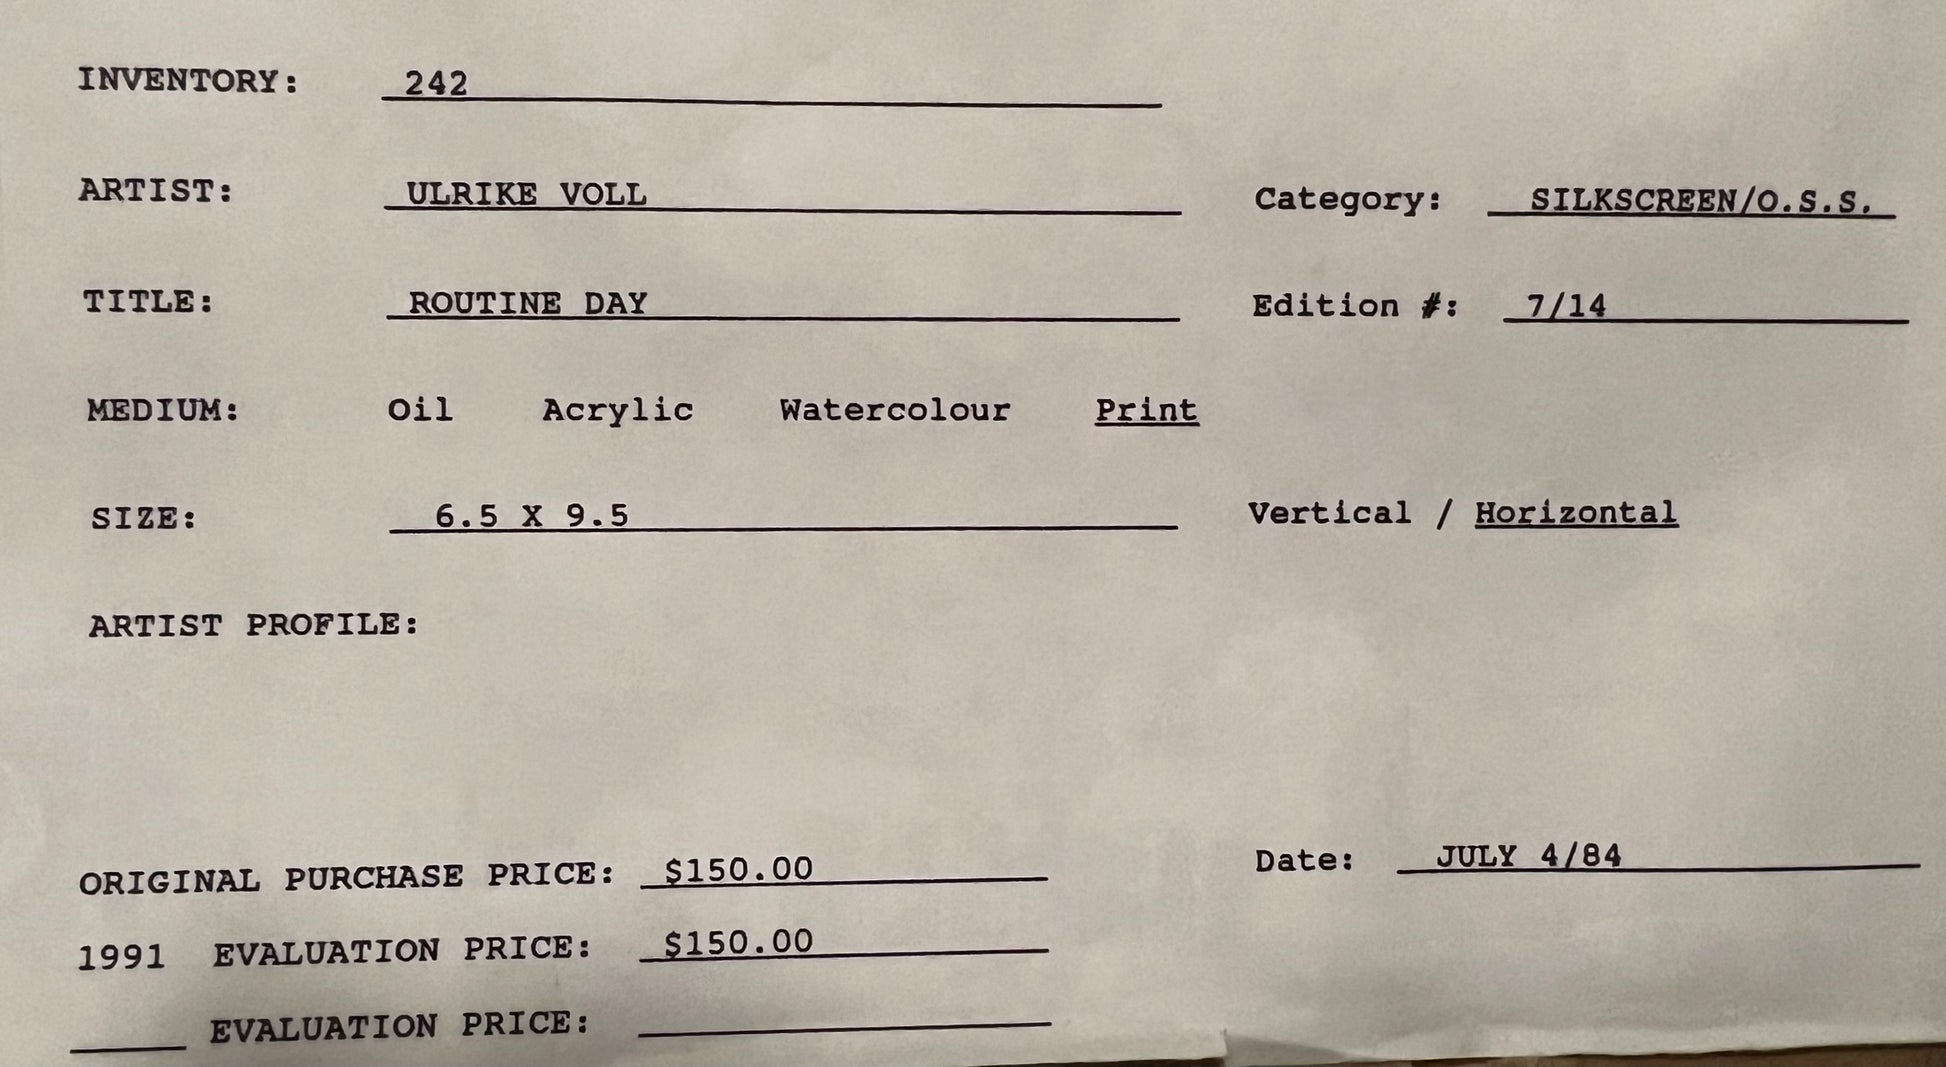 INVENTORY: 242
ARTIST: ULRIKE VOLL Category: SILKSCREEN/O.S.S.
TITLE: ROUTINE DAY Edition #: 7/14
MEDIUM: Oil Acrylic Watercolour Print
SIZE: 6.5 X 9.5 Vertical / Horizontal
ARTIST PROFILE:
ORIGINAL PURCHASE PRICE: $150.00 Date: JULY 4/84
1991 EVALUATION PRICE: $150.00
EVALUATION PRICE: